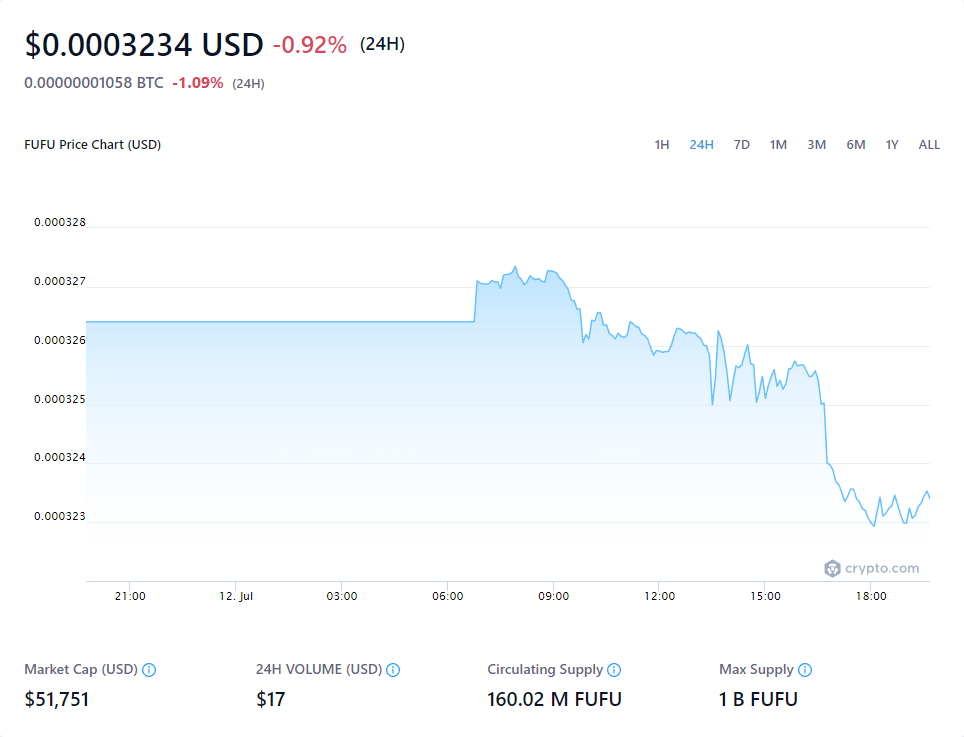 $0.0003234 USD -0.92% (24H)
0.00000001058 BTC -1.09% (24H)
FUFU Price Chart (USD) 1H 24H 7D 1M 3M 6M 1Y ALL
0.000328
0.000327
0.000326
0.000325
0.000324
0.000323
crypto.com
21:00 12. Jul 03:00 06:00 09:00 12:00 15:00 18:00
Market Cap (USD) 24H VOLUME (USD) Circulating Supply Max Supply
$51,751 $17 160.02 M FUFU 1 B FUFU